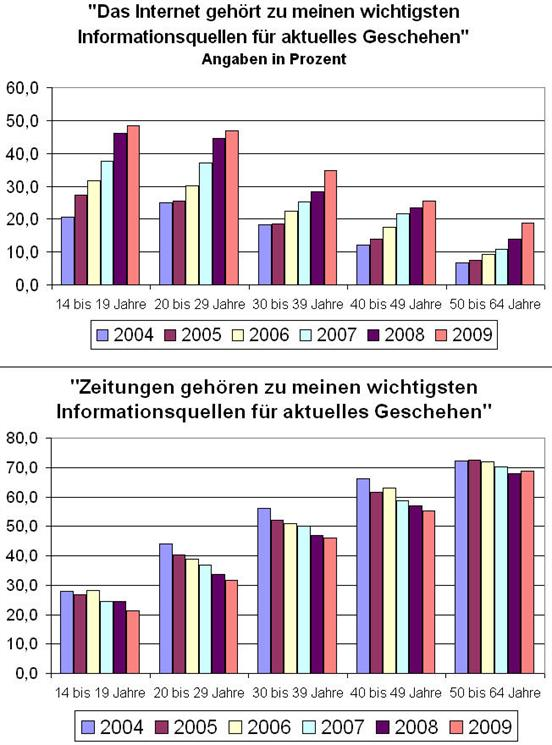 "Das Internet gehört zu meinen wichtigsten
Informationsquellen für aktuelles Geschehen"
Angaben in Prozent
60,0
50,0
40,0
30,0
20,0
10,0
0,0
14 bis 19 Jahre 20 bis 29 Jahre 30 bis 39 Jahre 40 bis 49 Jahre 50 bis 64 Jahre
2004 2005 2006 2007 2008 2009
"Zeitungen gehören zu meinen wichtigsten
Informationsquellen für aktuelles Geschehen"
80,0
70,0
60,0
50,0
40,0
30,0
20,0
10,0
0,0
14 bis 19 Jahre 20 bis 29 Jahre 30 bis 39 Jahre 40 bis 49 Jahre 50 bis 64 Jahre
2004 2005 2006 2007 2008 2009